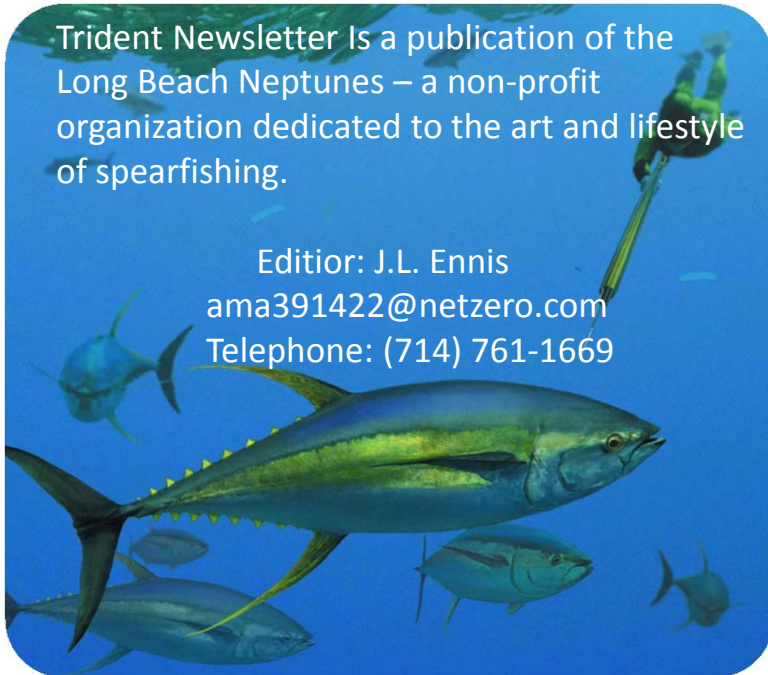 Trident Newsletter Is a publication of the
Long Beach Neptunes – a non-profit
organization dedicated to the art and lifestyle
of spearfishing.
Editior: J.L. Ennis
ama391422@netzero.com
Telephone: (714) 761-1669